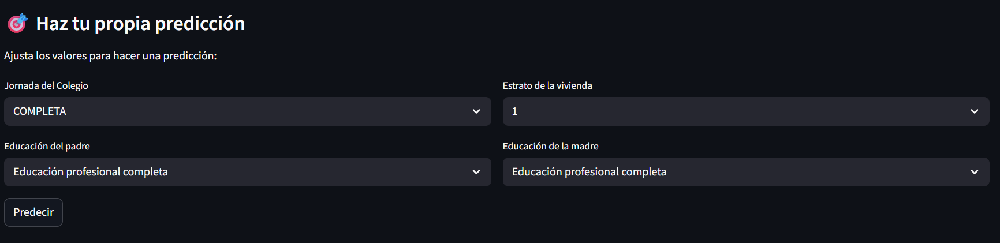 Haz tu propia predicción
Ajusta los valores para hacer una predicción:
Jornada del Colegio
COMPLETA
Estrato de la vivienda
1
Educación del padre
Educación profesional completa
Educación de la madre
Educación profesional completa
Predecir